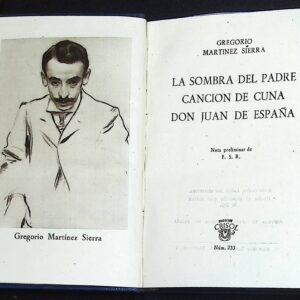 Gregorio Martínez Sierra
GREGORIO
MARTINEZ SIERRA
LA SOMBRA DEL PADRE
CANCION DE CUNA
DON JUAN DE ESPAÑA
Nota preliminar de
F. S. R.
CRISOL
Núm. 233